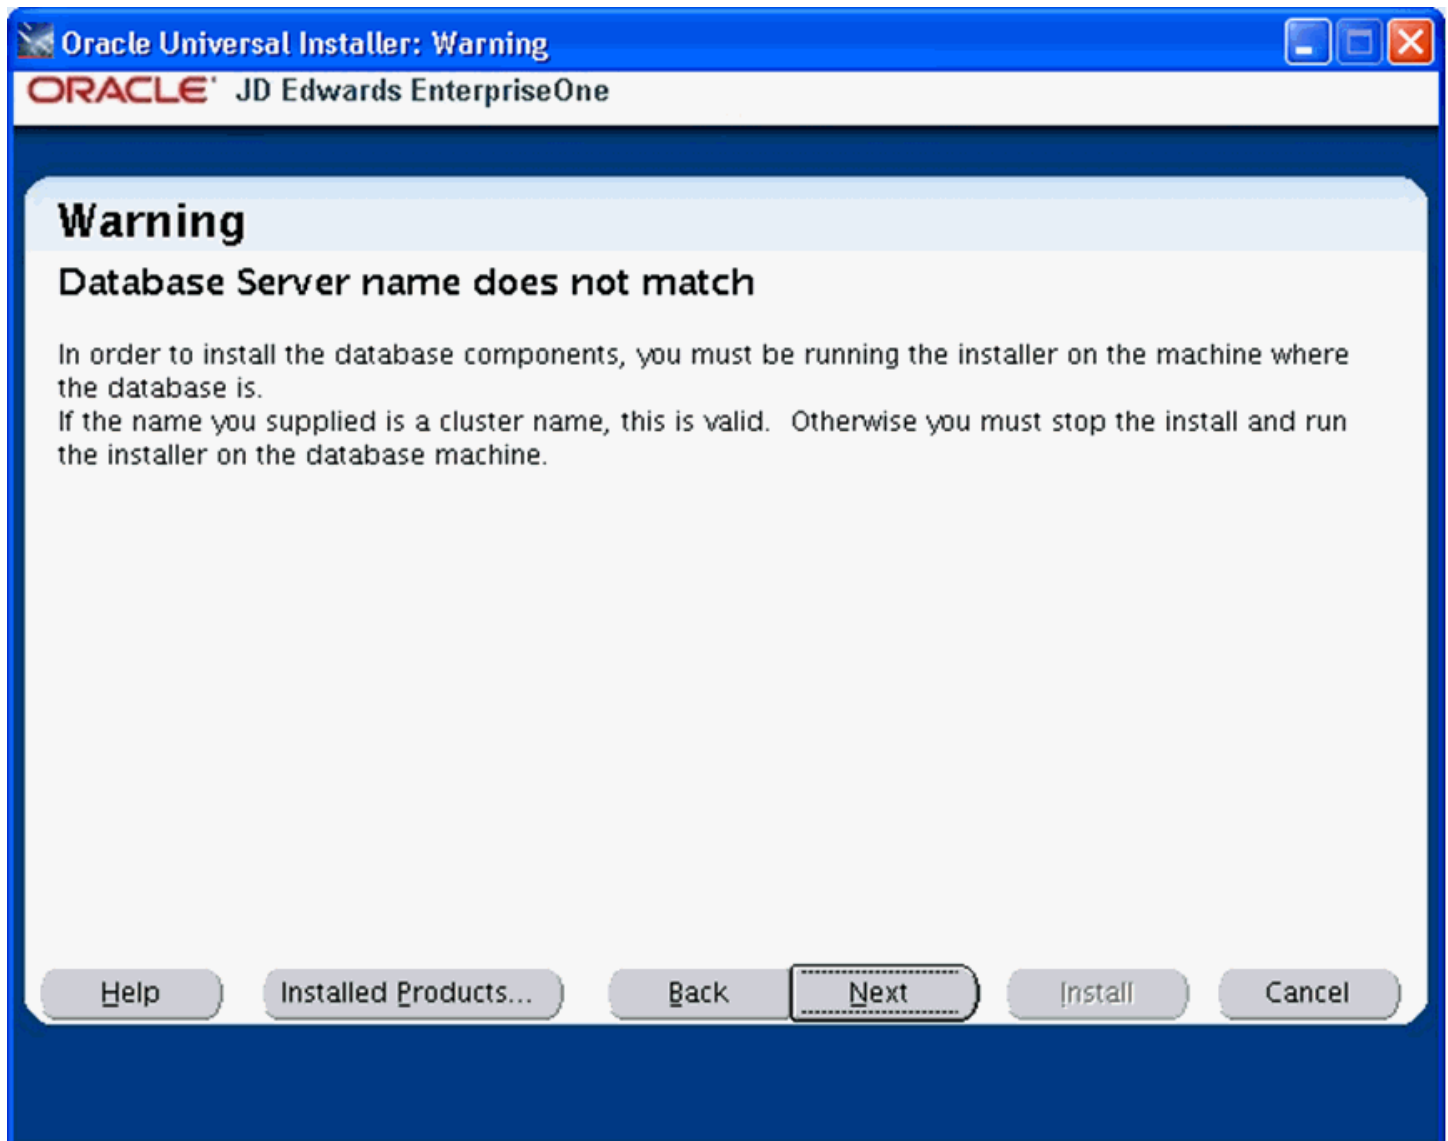 Oracle Universal Installer: Warning
ORACLE JD Edwards EnterpriseOne
Warning
Database Server name does not match
In order to install the database components, you must be running the installer on the machine where
the database is.
If the name you supplied is a cluster name, this is valid.  Otherwise you must stop the install and run
the installer on the database machine.
Help Installed Products... Back Next Install Cancel